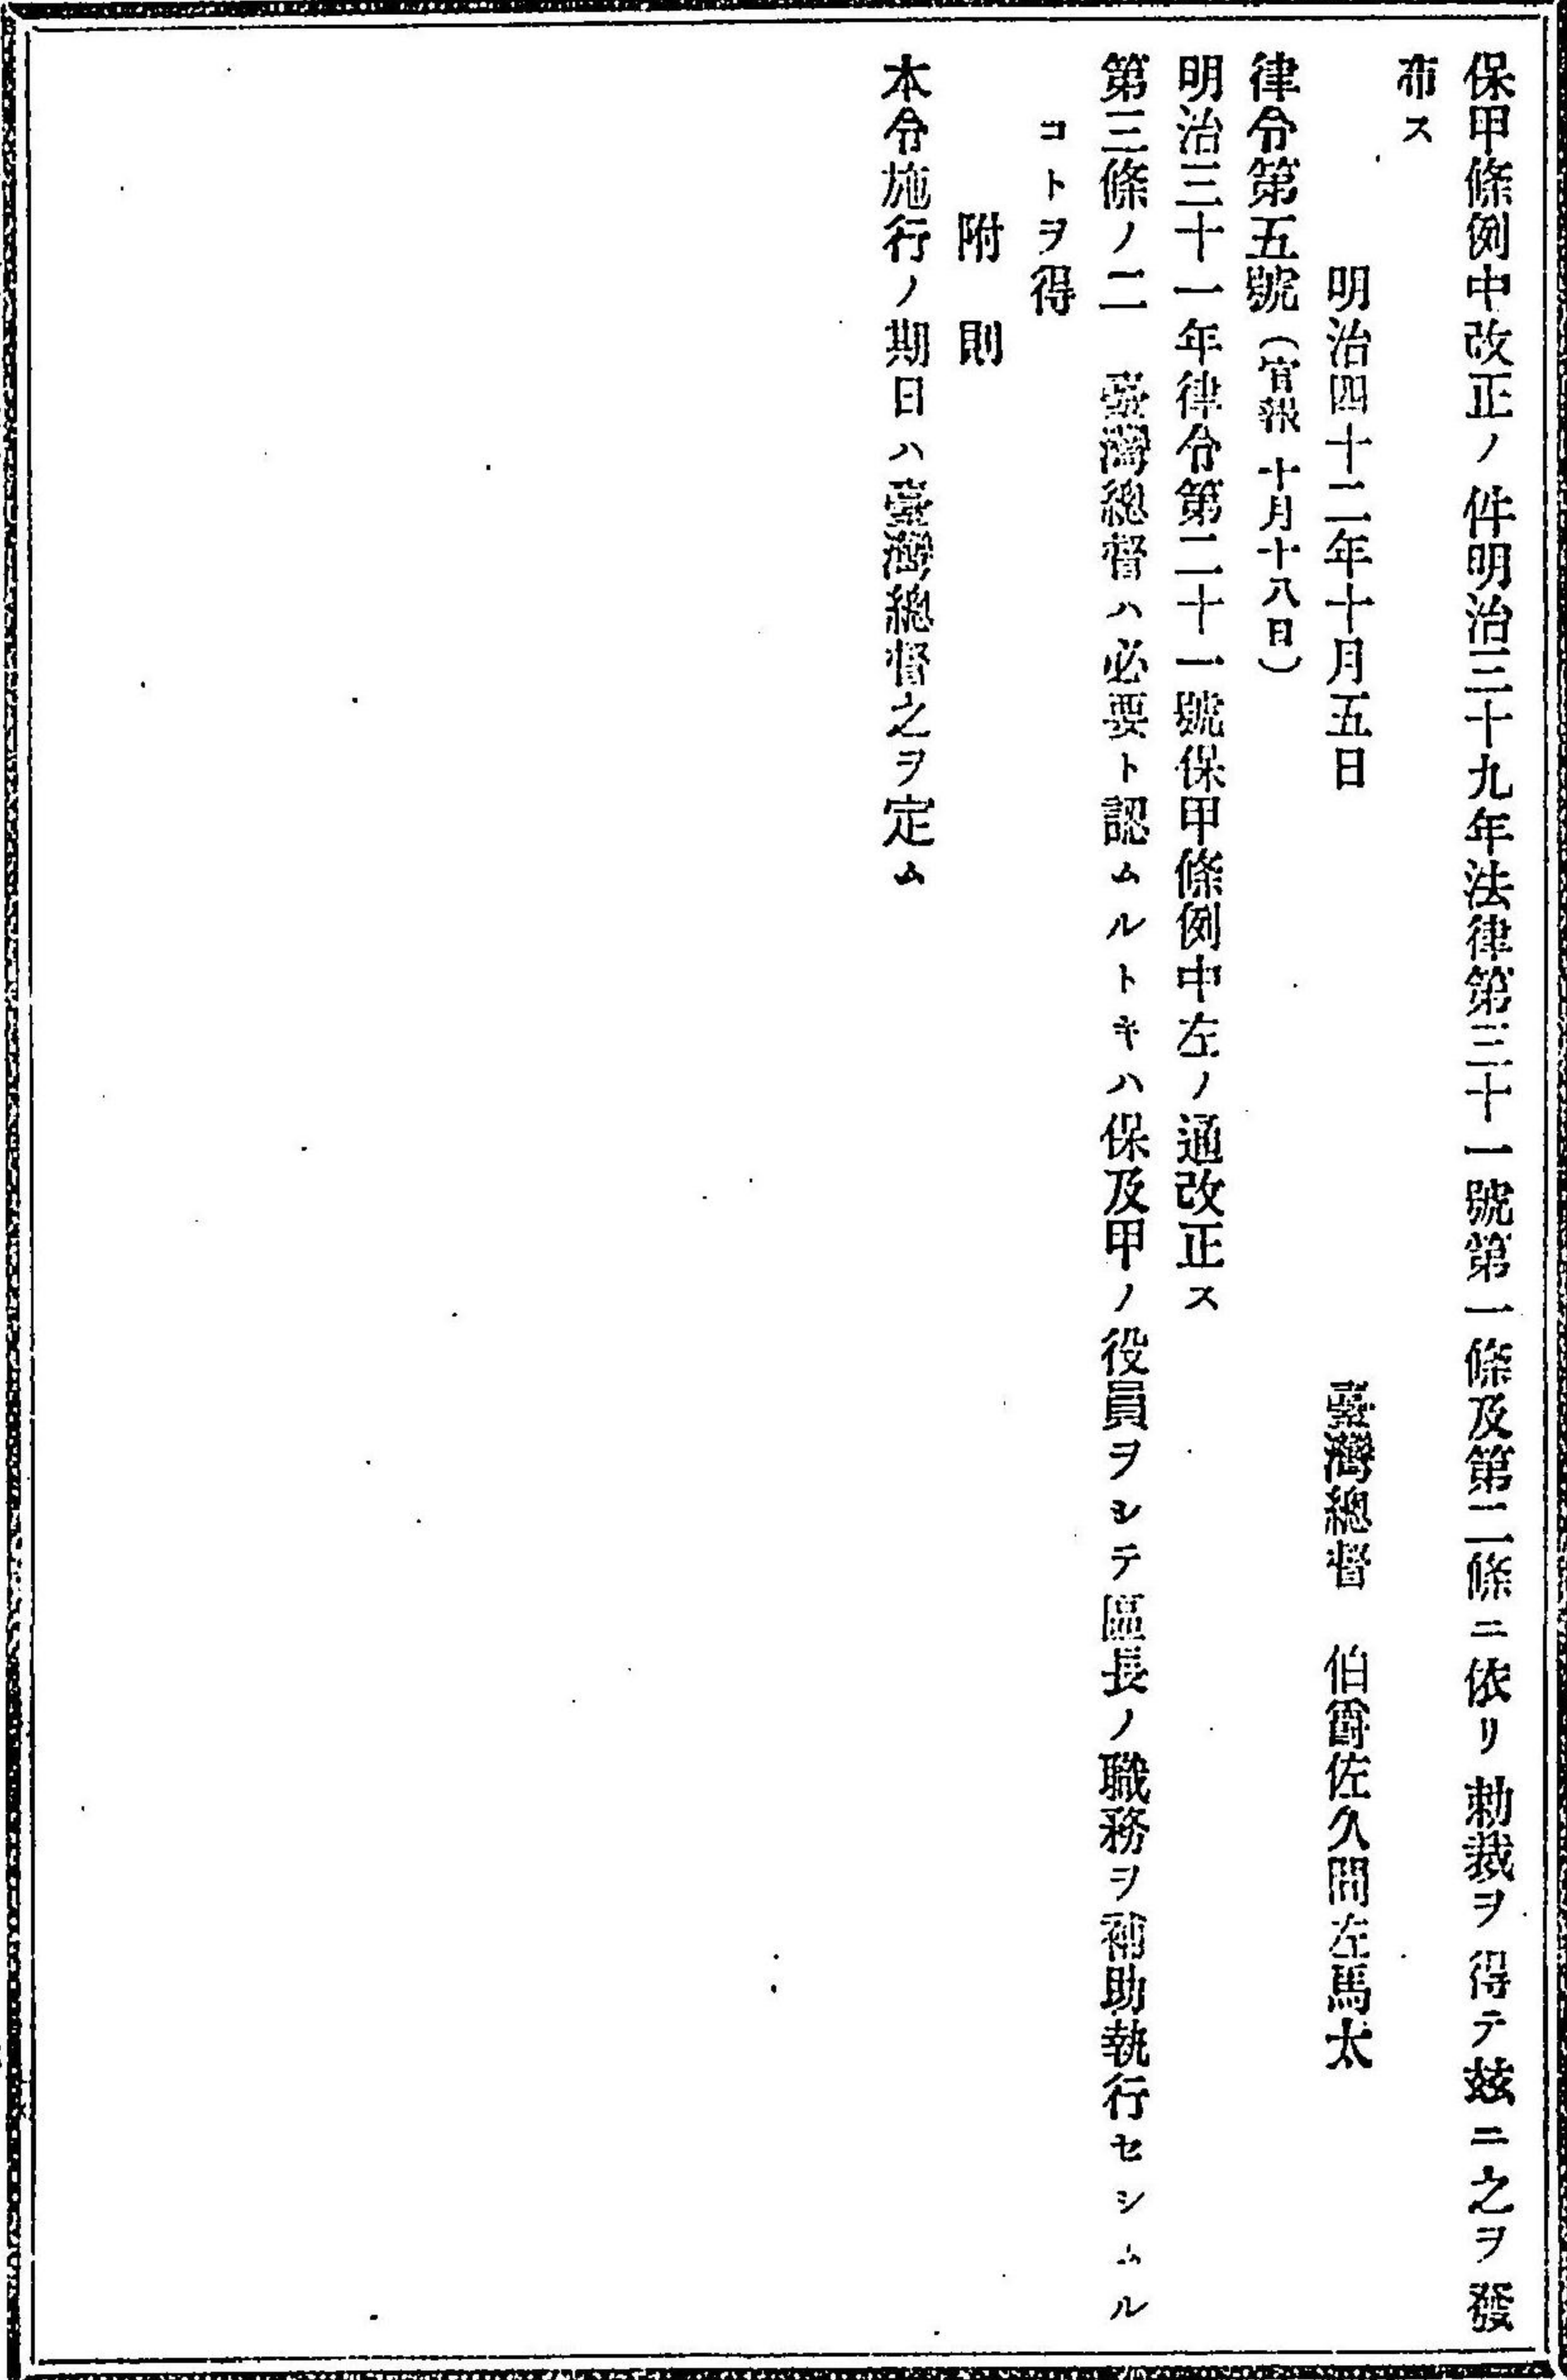 保甲條例中改正ノ件明治三十九年法律第三十一號第一條及第二條ニ依リ勅裁ヲ得テ玆ニ之ヲ發
布ス
明治四十二年十月五日　臺灣總督　伯爵佐久間左馬太
律令第五號（官報 十月十八日）
明治三十一年律令第二十一號保甲條例中左ノ通改正ス
第三條ノ二　臺灣總督ハ必要ト認ムルトキハ保及甲ノ役員ヲシテ區長ノ職務ヲ補助執行セシムル
コトヲ得
附則
本令施行ノ期日ハ臺灣總督之ヲ定ム